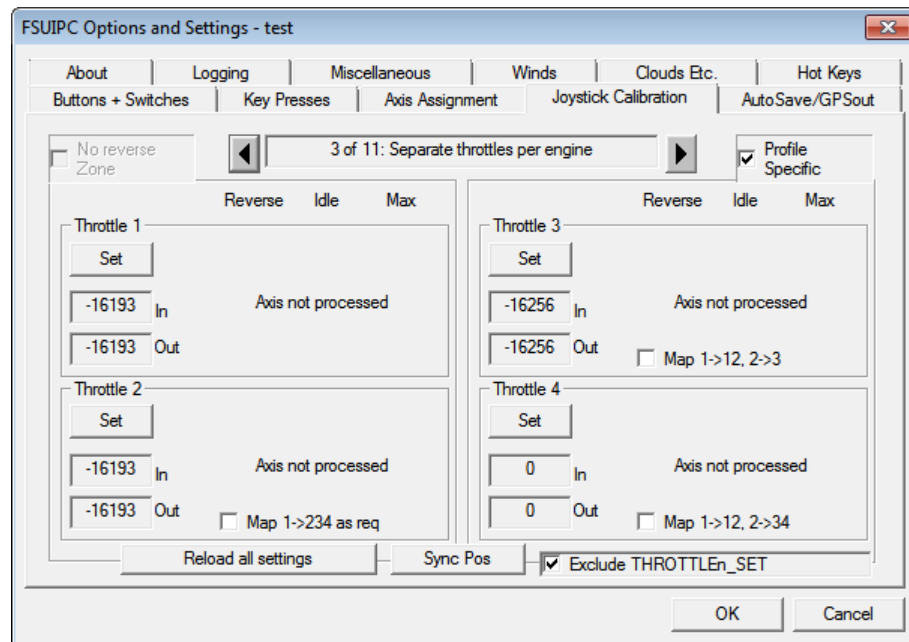 FSUIPC Options and Settings - test
About Logging Miscellaneous Winds Clouds Etc. Hot Keys
Buttons + Switches Key Presses Axis Assignment Joystick Calibration AutoSave/GPSout
No reverse Zone
3 of 11: Separate throttles per engine
Profile Specific
Reverse Idle Max
Throttle 1
Set
-16193 In Axis not processed
-16193 Out
Throttle 2
Set
-16193 In Axis not processed
-16193 Out Map 1->234 as req
Reverse Idle Max
Throttle 3
Set
-16256 In Axis not processed
-16256 Out Map 1->12, 2->3
Throttle 4
Set
0 In Axis not processed
0 Out Map 1->12, 2->34
Reload all settings Sync Pos Exclude THROTTLEn_SET
OK Cancel